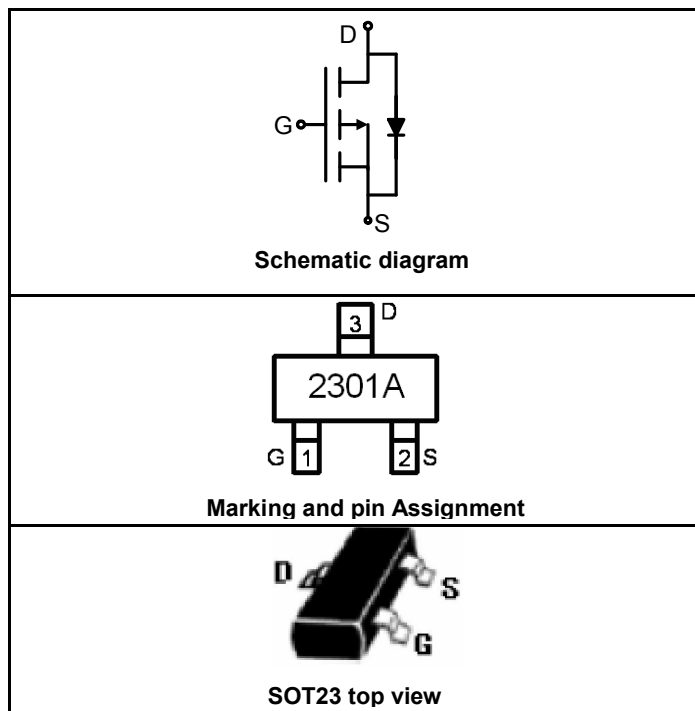 D
G
S
Schematic diagram
3 D
2301A
G 1 2 S
Marking and pin Assignment
D
S
G
SOT23 top view